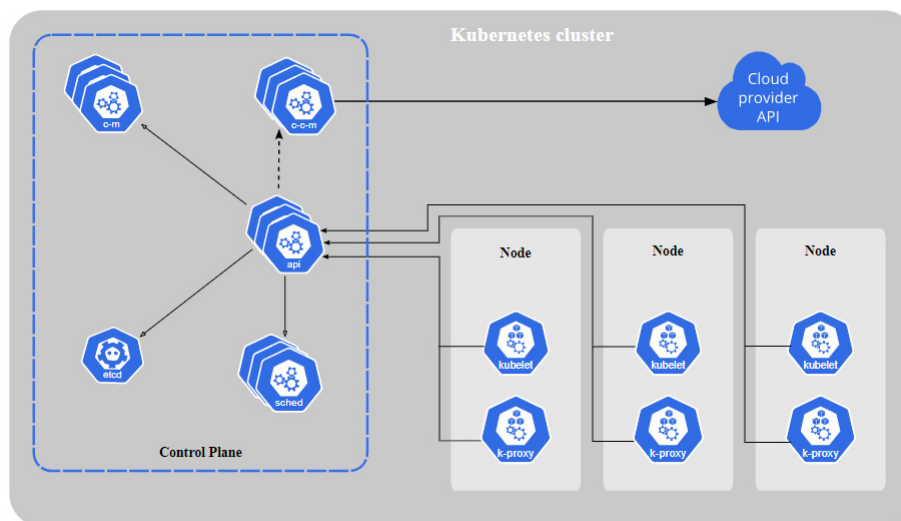 Kubernetes cluster
c-m
c-c-m
Cloud
provider
API
api
etcd
sched
Control Plane
Node
kubelet
k-proxy
Node
kubelet
k-proxy
Node
kubelet
k-proxy